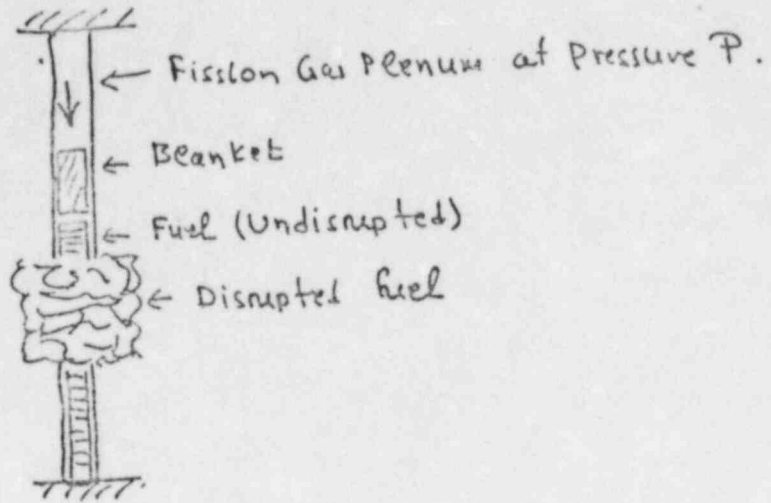 Fission Gas Plenum at Pressure P.
Blanket
Fuel (Undisrupted)
Disrupted fuel